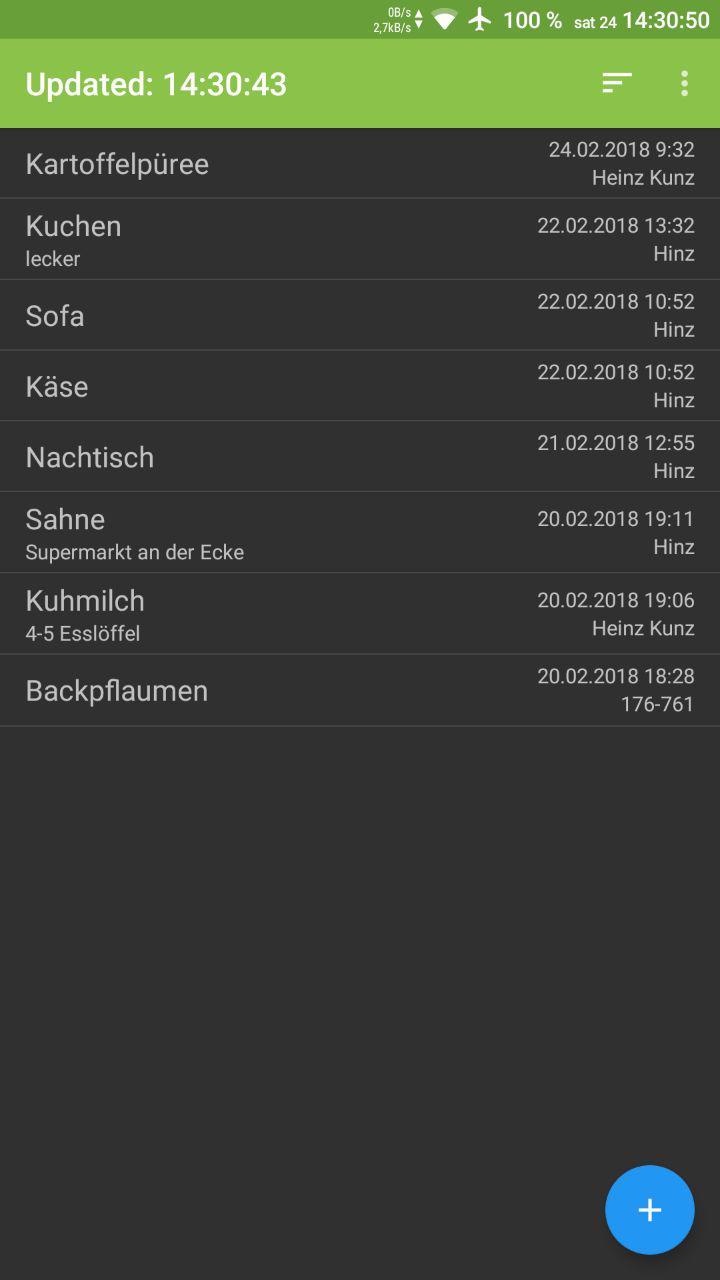 0B/s
2,7kB/s
100 % sat 24 14:30:50
Updated: 14:30:43
Kartoffelpüree
24.02.2018 9:32
Heinz Kunz
Kuchen
lecker
22.02.2018 13:32
Hinz
Sofa
22.02.2018 10:52
Hinz
Käse
22.02.2018 10:52
Hinz
Nachtisch
21.02.2018 12:55
Hinz
Sahne
Supermarkt an der Ecke
20.02.2018 19:11
Hinz
Kuhmilch
4-5 Esslöffel
20.02.2018 19:06
Heinz Kunz
Backpflaumen
20.02.2018 18:28
176-761